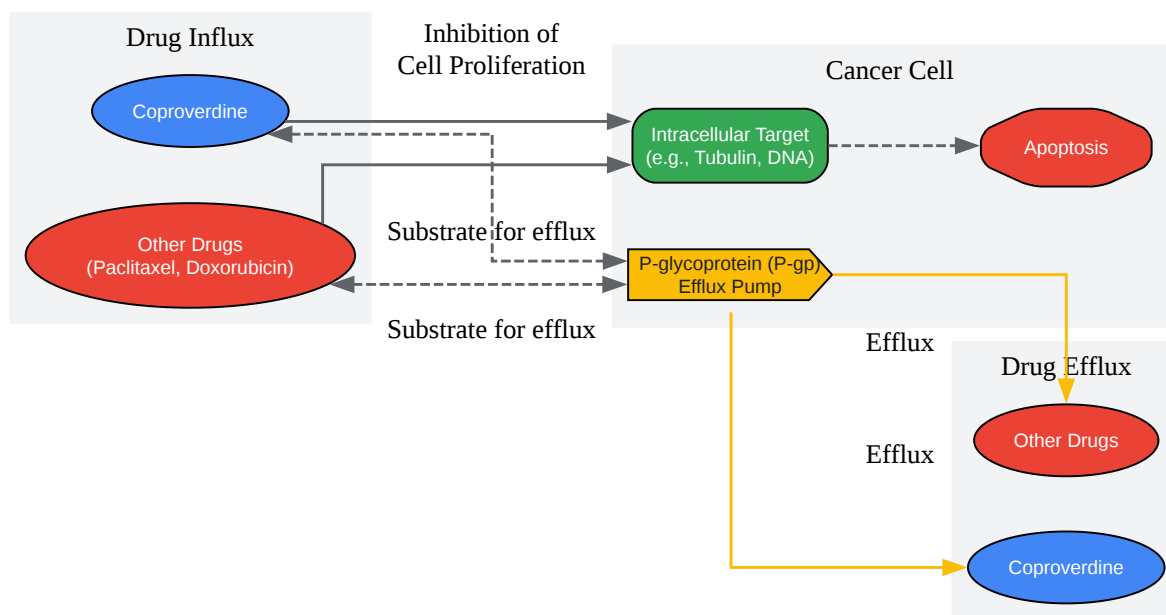 Drug Influx
Inhibition of
Cell Proliferation
Cancer Cell
Coproverdine
Intracellular Target
(e.g., Tubulin, DNA)
Apoptosis
Other Drugs
(Paclitaxel, Doxorubicin)
Substrate for efflux
P-glycoprotein (P-gp)
Efflux Pump
Substrate for efflux
Efflux
Drug Efflux
Other Drugs
Efflux
Coproverdine